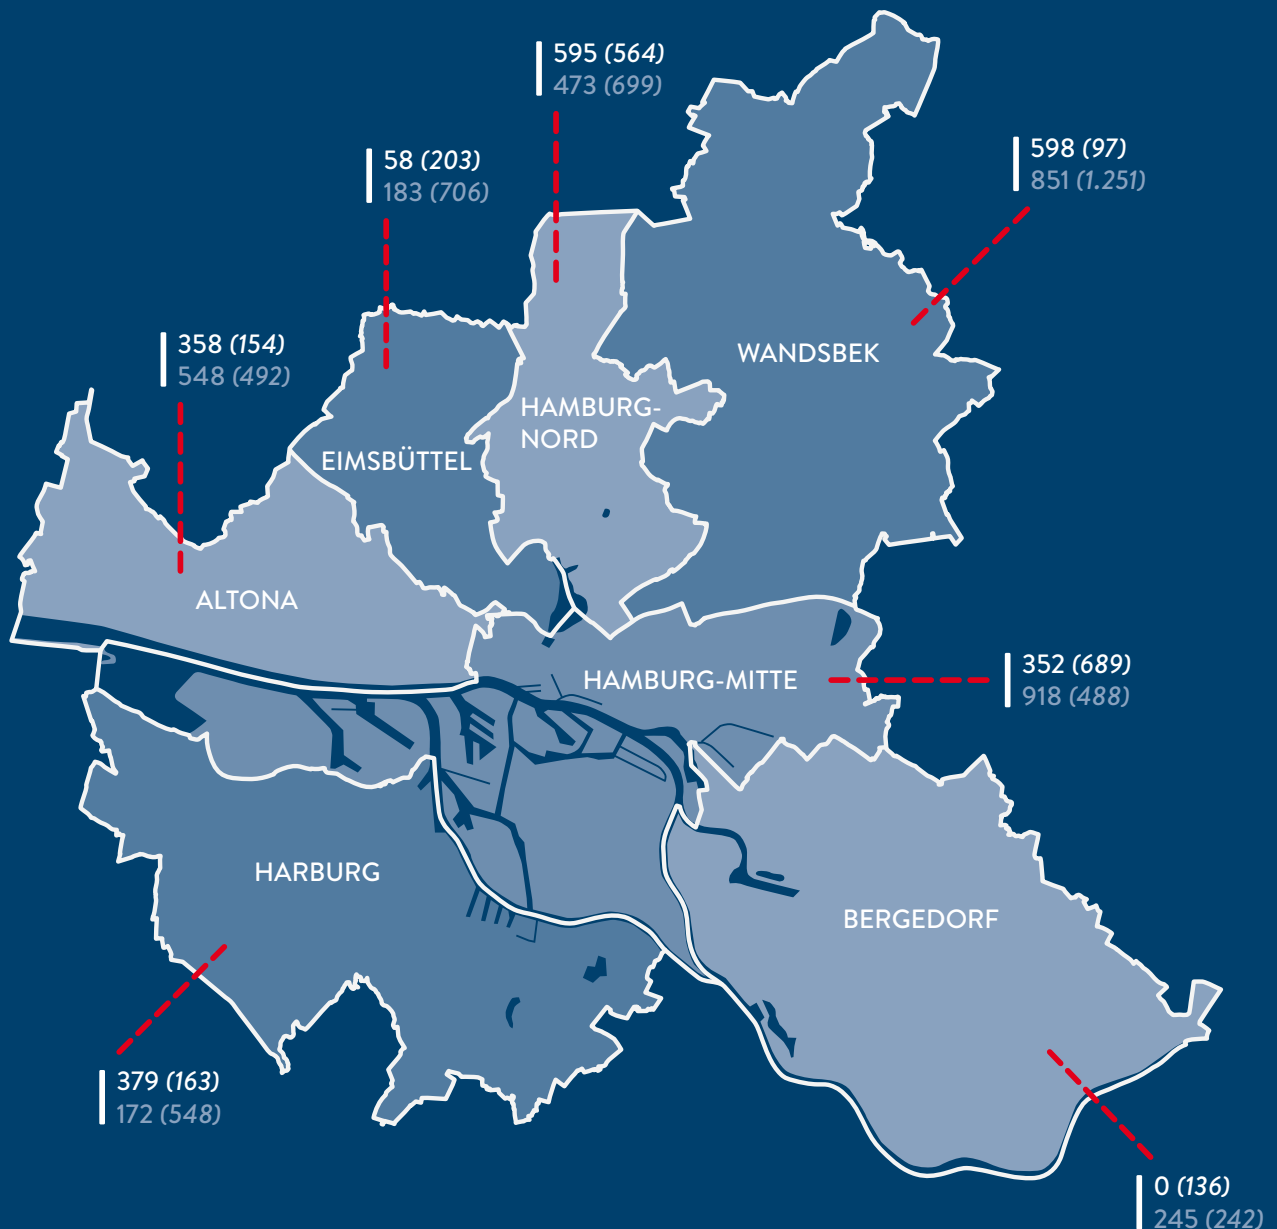 595 (564)
473 (699)
58 (203)
183 (706)
598 (97)
851 (1.251)
358 (154)
548 (492)
WANDSBEK
HAMBURG-
NORD
EIMSBÜTTEL
ALTONA
HAMBURG-MITTE
352 (689)
918 (488)
HARBURG
BERGEDORF
379 (163)
172 (548)
0 (136)
245 (242)